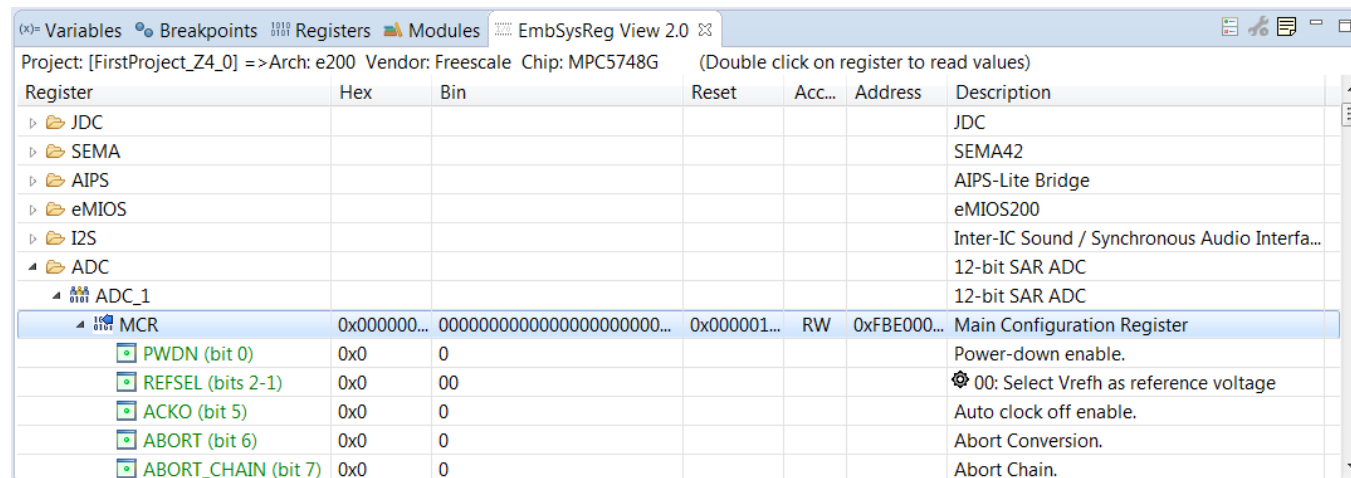 (x)= Variables Breakpoints Registers Modules EmbSysReg View 2.0
Project: [FirstProject_Z4_0] =>Arch: e200 Vendor: Freescale Chip: MPC5748G (Double click on register to read values)
Register Hex Bin Reset Acc... Address Description
JDC JDC
SEMA SEMA42
AIPS AIPS-Lite Bridge
eMIOS eMIOS200
I2S Inter-IC Sound / Synchronous Audio Interfa...
ADC 12-bit SAR ADC
ADC_1 12-bit SAR ADC
MCR 0x000000... 0000000000000000000000... 0x000001... RW 0xFBE000... Main Configuration Register
PWDN (bit 0) 0x0 0 Power-down enable.
REFSEL (bits 2-1) 0x0 00 00: Select Vrefh as reference voltage
ACKO (bit 5) 0x0 0 Auto clock off enable.
ABORT (bit 6) 0x0 0 Abort Conversion.
ABORT_CHAIN (bit 7) 0x0 0 Abort Chain.